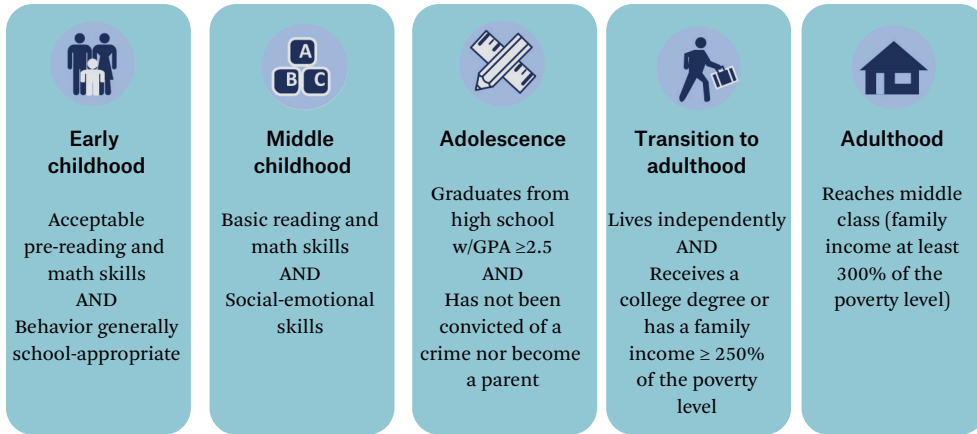 A
B C
Early
childhood
Acceptable
pre-reading and
math skills
AND
Behavior generally
school-appropriate
Middle
childhood
Basic reading and
math skills
AND
Social-emotional
skills
Adolescence
Graduates from
high school
w/GPA ≥2.5
AND
Has not been
convicted of a
crime nor become
a parent
Transition to
adulthood
Lives independently
AND
Receives a
college degree or
has a family
income ≥ 250%
of the poverty
level
Adulthood
Reaches middle
class (family
income at least
300% of the
poverty level)